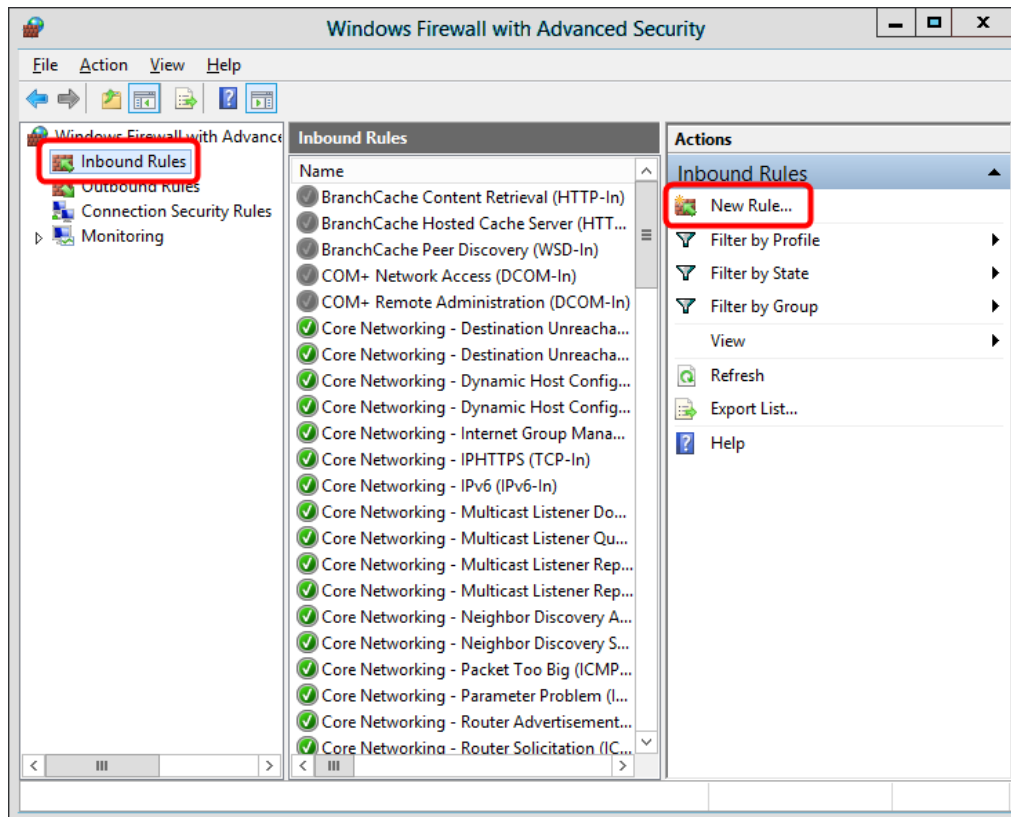 Windows Firewall with Advanced Security
File Action View Help
Windows Firewall with Advance
Inbound Rules
Outbound Rules
Connection Security Rules
Monitoring
Inbound Rules
Name
BranchCache Content Retrieval (HTTP-In)
BranchCache Hosted Cache Server (HTT...
BranchCache Peer Discovery (WSD-In)
COM+ Network Access (DCOM-In)
COM+ Remote Administration (DCOM-In)
Core Networking - Destination Unreacha...
Core Networking - Destination Unreacha...
Core Networking - Dynamic Host Config...
Core Networking - Dynamic Host Config...
Core Networking - Internet Group Mana...
Core Networking - IPHTTPS (TCP-In)
Core Networking - IPv6 (IPv6-In)
Core Networking - Multicast Listener Do...
Core Networking - Multicast Listener Qu...
Core Networking - Multicast Listener Rep...
Core Networking - Multicast Listener Rep...
Core Networking - Neighbor Discovery A...
Core Networking - Neighbor Discovery S...
Core Networking - Packet Too Big (ICMP...
Core Networking - Parameter Problem (I...
Core Networking - Router Advertisement...
Core Networking - Router Solicitation (IC...
Actions
Inbound Rules
New Rule...
Filter by Profile
Filter by State
Filter by Group
View
Refresh
Export List...
Help